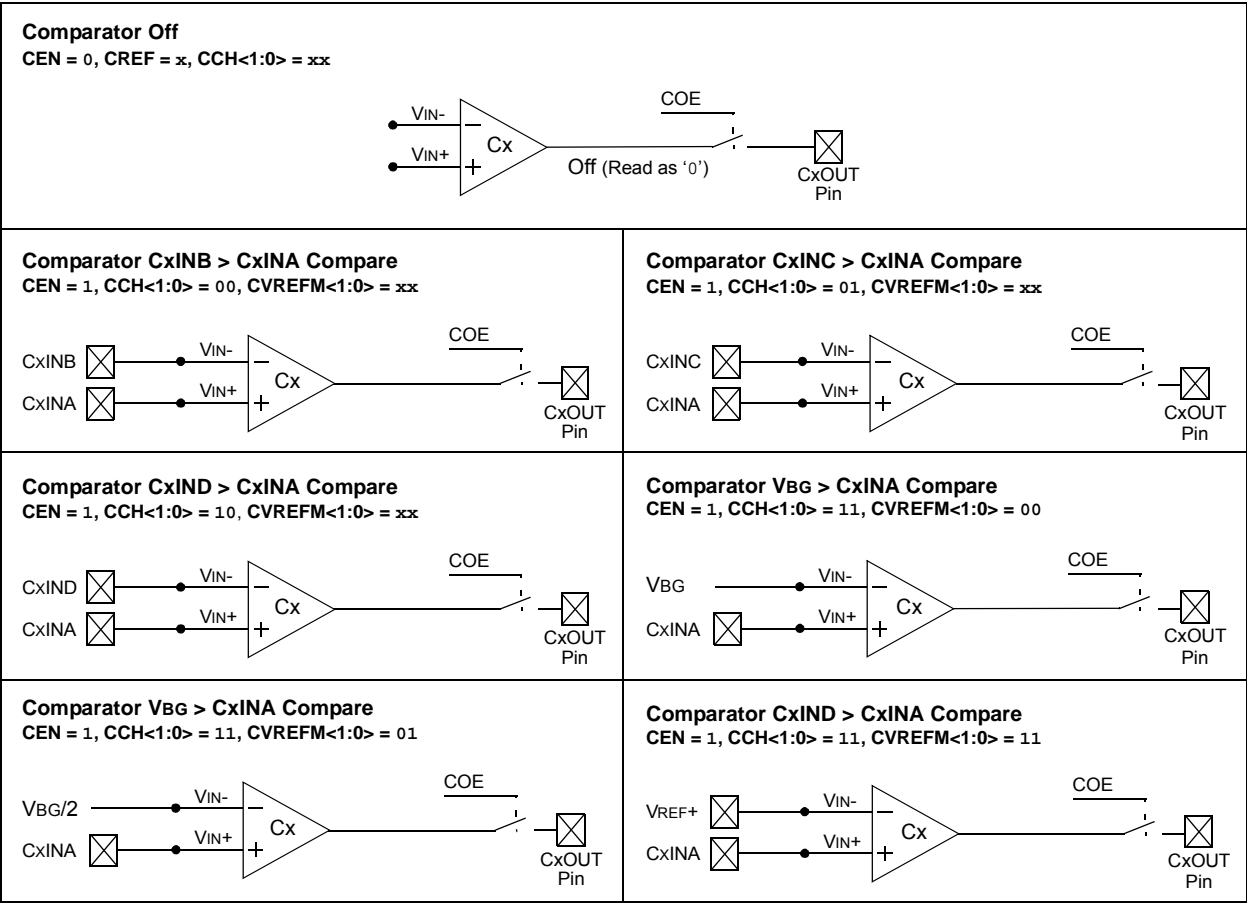 Comparator Off
CEN = 0, CREF = x, CCH<1:0> = xx
COE
VIN-
VIN+
Cx
Off (Read as ‘0’)
CxOUT
Pin
Comparator CxINB > CxINA Compare
CEN = 1, CCH<1:0> = 00, CVREFM<1:0> = xx
COE
CxINB
VIN-
CxINA
VIN+
Cx
CxOUT
Pin
Comparator CxINC > CxINA Compare
CEN = 1, CCH<1:0> = 01, CVREFM<1:0> = xx
COE
CxINC
VIN-
CxINA
VIN+
Cx
CxOUT
Pin
Comparator CxIND > CxINA Compare
CEN = 1, CCH<1:0> = 10, CVREFM<1:0> = xx
COE
CxIND
VIN-
CxINA
VIN+
Cx
CxOUT
Pin
Comparator VBG > CxINA Compare
CEN = 1, CCH<1:0> = 11, CVREFM<1:0> = 00
COE
VBG
VIN-
CxINA
VIN+
Cx
CxOUT
Pin
Comparator VBG > CxINA Compare
CEN = 1, CCH<1:0> = 11, CVREFM<1:0> = 01
COE
VBG/2
VIN-
CxINA
VIN+
Cx
CxOUT
Pin
Comparator CxIND > CxINA Compare
CEN = 1, CCH<1:0> = 11, CVREFM<1:0> = 11
COE
VREF+
VIN-
CxINA
VIN+
Cx
CxOUT
Pin